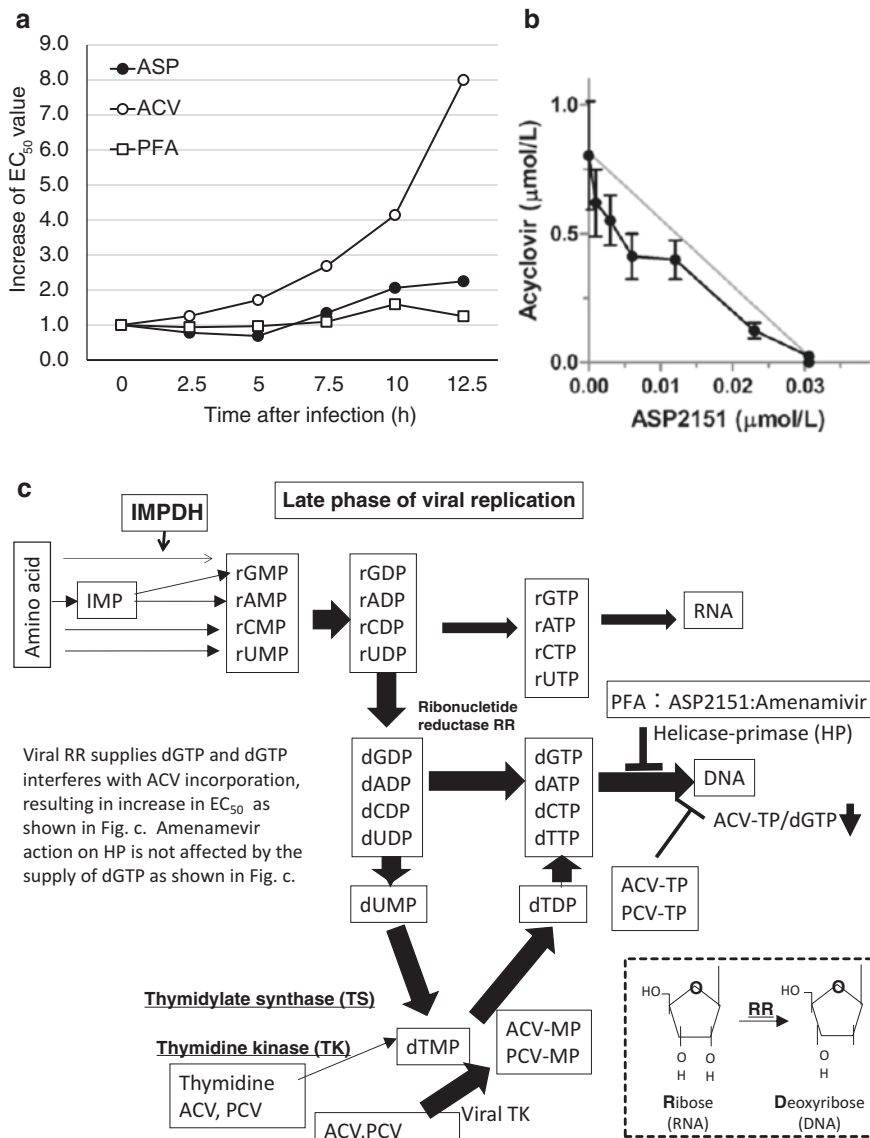 a
9.0
8.0
7.0
6.0
5.0
4.0
3.0
2.0
1.0
0.0
Increase of EC50 value
ASP
ACV
PFA
0 2.5 5 7.5 10 12.5
Time after infection (h)
b
1.0
0.5
0.0
Acyclovir (μmol/L)
0.00 0.01 0.02 0.03
ASP2151 (μmol/L)
c
Late phase of viral replication
IMPDH
Amino acid
IMP
rGMP
rAMP
rCMP
rUMP
rGDP
rADP
rCDP
rUDP
rGTP
rATP
rCTP
rUTP
RNA
PFA：ASP2151:Amenamivir
Helicase-primase (HP)
Ribonucletide
reductase RR
Viral RR supplies dGTP and dGTP
interferes with ACV incorporation,
resulting in increase in EC50 as
shown in Fig. c. Amenamevir
action on HP is not affected by the
supply of dGTP as shown in Fig. c.
dGDP
dADP
dCDP
dUDP
dGTP
dATP
dCTP
dTTP
DNA
ACV-TP/dGTP
ACV-TP
PCV-TP
dUMP
dTDP
Thymidylate synthase (TS)
Thymidine kinase (TK)
dTMP
ACV-MP
PCV-MP
Thymidine
ACV, PCV
ACV,PCV
Viral TK
HO
O
O O
H H
RR
HO
O
O
H
Ribose
(RNA)
Deoxyribose
(DNA)